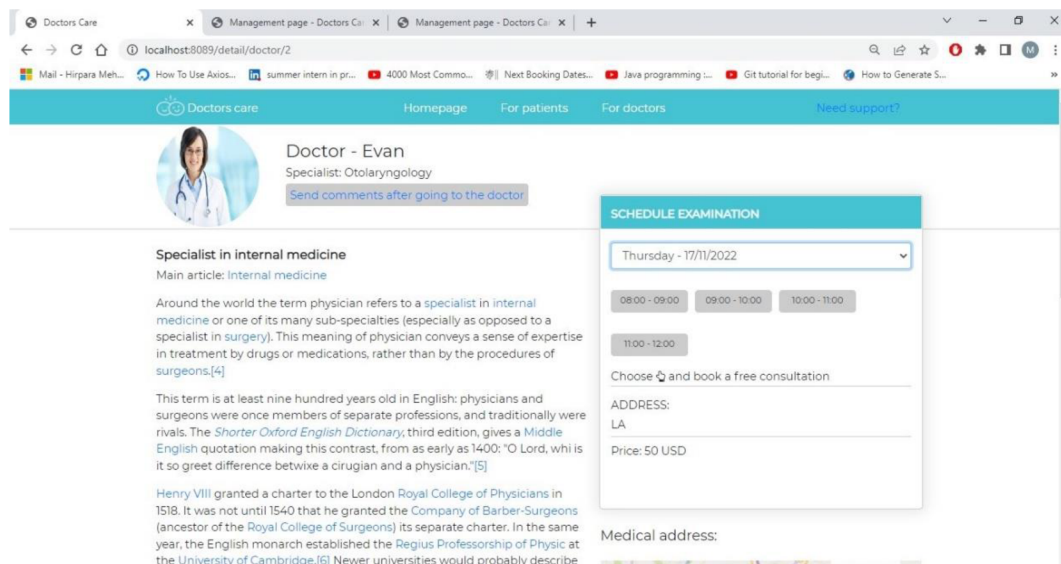 Doctors Care
Management page - Doctors Car
Management page - Doctors Car
localhost:8089/detail/doctor/2
Mail - Hirpara Meh...
How To Use Axios...
summer intern in pr...
4000 Most Commo...
Next Booking Dates...
Java programming :...
Git tutorial for begi...
How to Generate S...
Doctors care
Homepage
For patients
For doctors
Need support?
Doctor - Evan
Specialist: Otolaryngology
Send comments after going to the doctor
Specialist in internal medicine
Main article: Internal medicine
Around the world the term physician refers to a specialist in internal
medicine or one of its many sub-specialties (especially as opposed to a
specialist in surgery). This meaning of physician conveys a sense of expertise
in treatment by drugs or medications, rather than by the procedures of
surgeons.[4]
This term is at least nine hundred years old in English: physicians and
surgeons were once members of separate professions, and traditionally were
rivals. The Shorter Oxford English Dictionary, third edition, gives a Middle
English quotation making this contrast, from as early as 1400: "O Lord, whi is
it so greet difference betwixe a cirugian and a physician."[5]
Henry VIII granted a charter to the London Royal College of Physicians in
1518. It was not until 1540 that he granted the Company of Barber-Surgeons
(ancestor of the Royal College of Surgeons) its separate charter. In the same
year, the English monarch established the Regius Professorship of Physic at
the University of Cambridge.[6] Newer universities would probably describe
SCHEDULE EXAMINATION
Thursday - 17/11/2022
08:00 - 09:00
09:00 - 10:00
10:00 - 11:00
11:00 - 12:00
Choose and book a free consultation
ADDRESS:
LA
Price: 50 USD
Medical address: